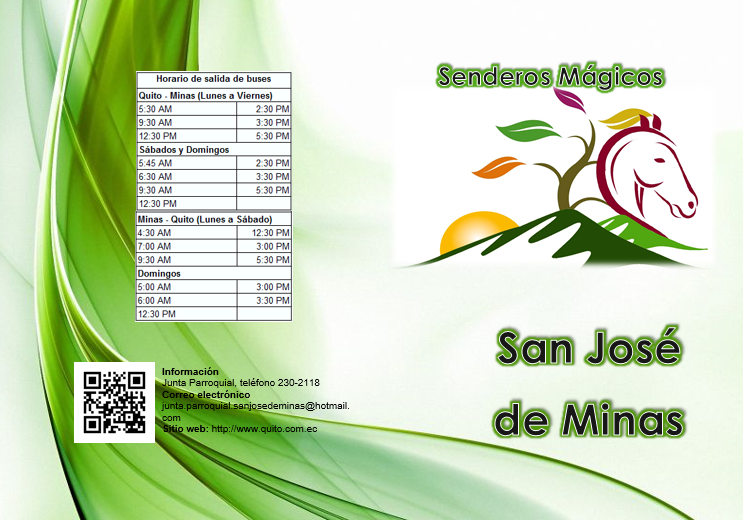 Horario de salida de buses
Quito - Minas (Lunes a Viernes)
5:30 AM 2:30 PM
9:30 AM 3:30 PM
12:30 PM 5:30 PM
Sábados y Domingos
5:45 AM 2:30 PM
6:30 AM 3:30 PM
9:30 AM 5:30 PM
12:30 PM
Minas - Quito (Lunes a Sábado)
4:30 AM 12:30 PM
7:00 AM 3:00 PM
9:30 AM 5:30 PM
Domingos
5:00 AM 3:00 PM
6:00 AM 3:30 PM
12:30 PM
Información
Junta Parroquial, teléfono 230-2118
Correo electrónico
junta.parroquial.sanjosedeminas@hotmail.
com
Sitio web: http://www.quito.com.ec
Senderos Mágicos
San José
de Minas